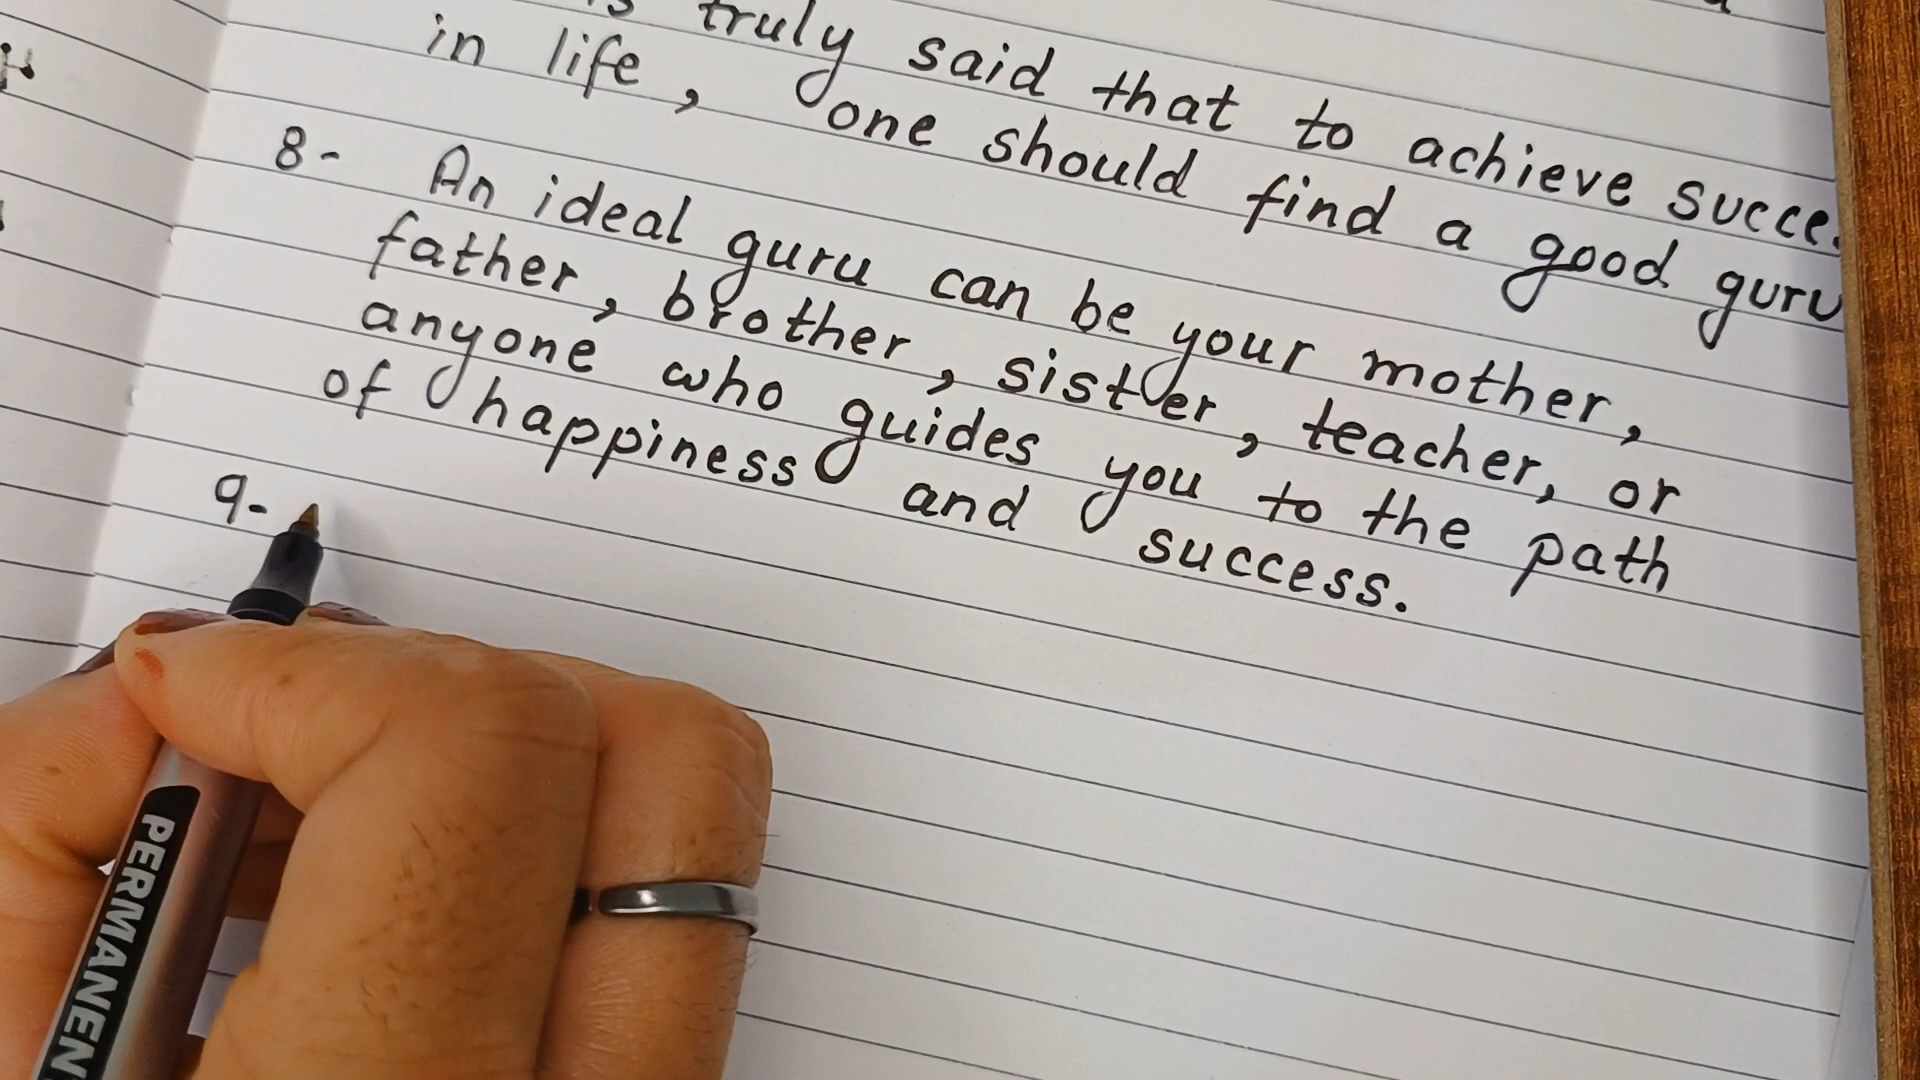 truly said that to achieve succe
in life, one should find a good guru
8- An ideal guru can be your mother,
father, brother, sister, teacher, or
anyone who guides you to the path
of happiness and success.
9-
PERMANEN